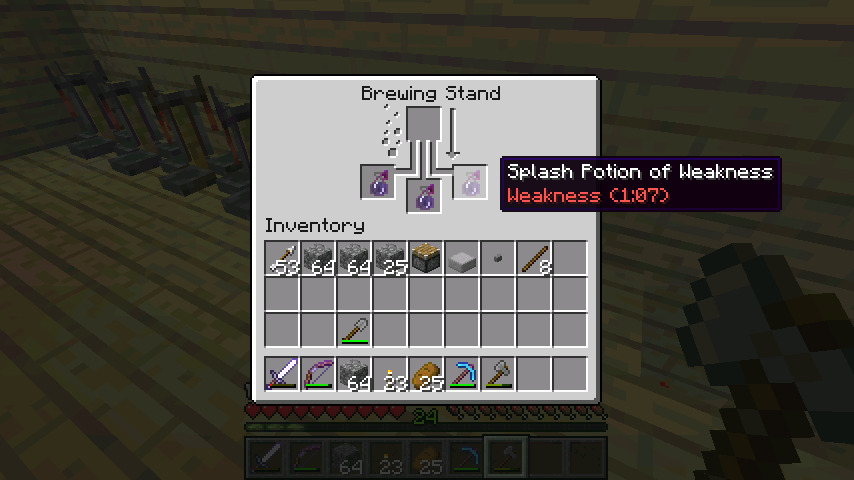 Brewing Stand
Splash Potion of Weakness
Weakness (1:07)
Inventory
53 64 64 25 8
64 23 25
24
64 23 25